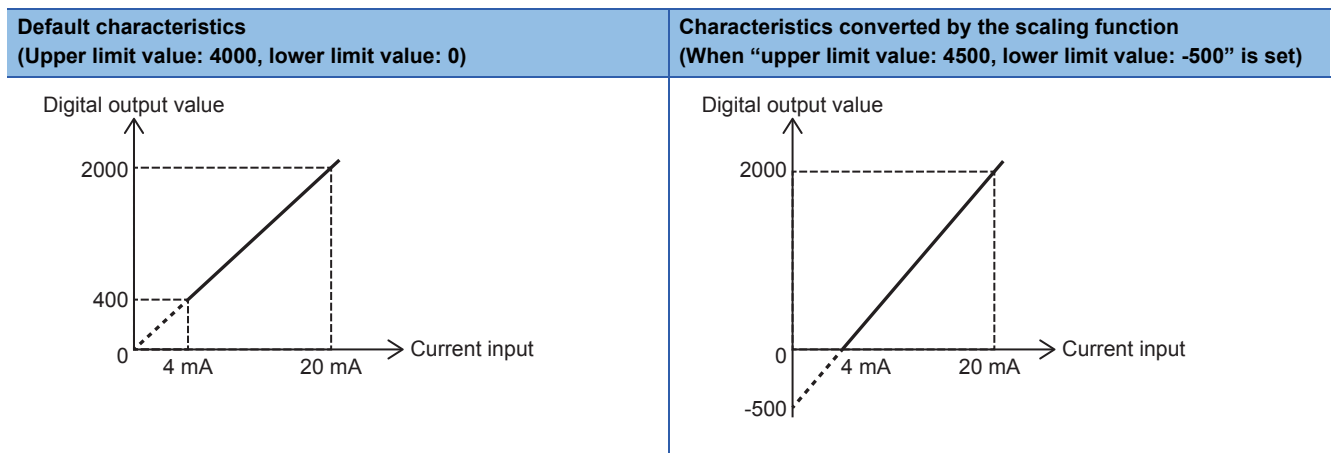 Default characteristics
(Upper limit value: 4000, lower limit value: 0)
Characteristics converted by the scaling function
(When “upper limit value: 4500, lower limit value: -500” is set)
Digital output value
2000
400
0
4 mA
20 mA
Current input
Digital output value
2000
0
4 mA
20 mA
Current input
-500